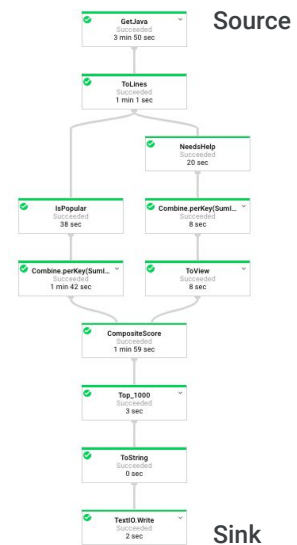 GetJava
Succeeded
3 min 50 sec
Source
ToLines
Succeeded
1 min 1 sec
NeedsHelp
Succeeded
20 sec
IsPopular
Succeeded
38 sec
Combine.perKey(SumI...
Succeeded
8 sec
Combine.perKey(SumI...
Succeeded
1 min 42 sec
ToView
Succeeded
8 sec
CompositeScore
Succeeded
1 min 59 sec
Top_1000
Succeeded
3 sec
ToString
Succeeded
0 sec
TextIO.Write
Succeeded
2 sec
Sink